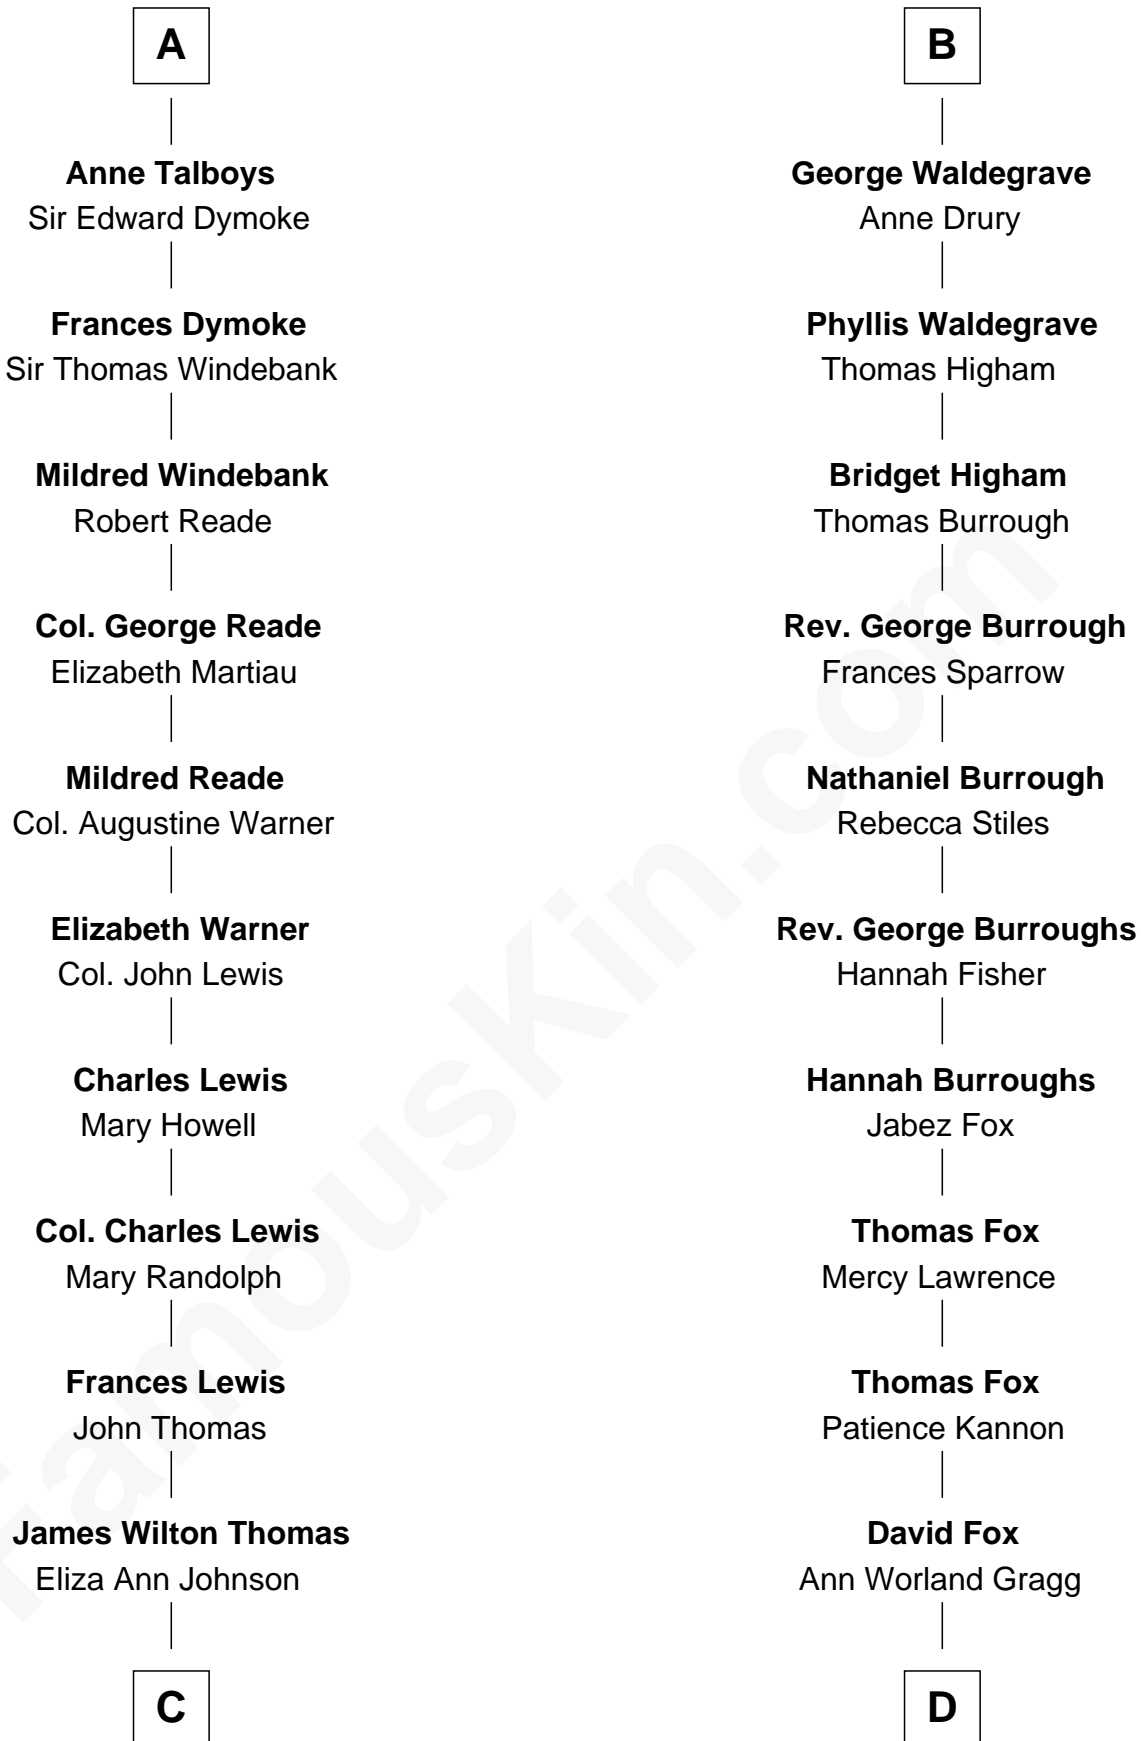 A
Anne Talboys
Sir Edward Dymoke
Frances Dymoke
Sir Thomas Windebank
Mildred Windebank
Robert Reade
Col. George Reade
Elizabeth Martiau
Mildred Reade
Col. Augustine Warner
Elizabeth Warner
Col. John Lewis
Charles Lewis
Mary Howell
Col. Charles Lewis
Mary Randolph
Frances Lewis
John Thomas
James Wilton Thomas
Eliza Ann Johnson
C
B
George Waldegrave
Anne Drury
Phyllis Waldegrave
Thomas Higham
Bridget Higham
Thomas Burrough
Rev. George Burrough
Frances Sparrow
Nathaniel Burrough
Rebecca Stiles
Rev. George Burroughs
Hannah Fisher
Hannah Burroughs
Jabez Fox
Thomas Fox
Mercy Lawrence
Thomas Fox
Patience Kannon
David Fox
Ann Worland Gragg
D
FamousKin.com